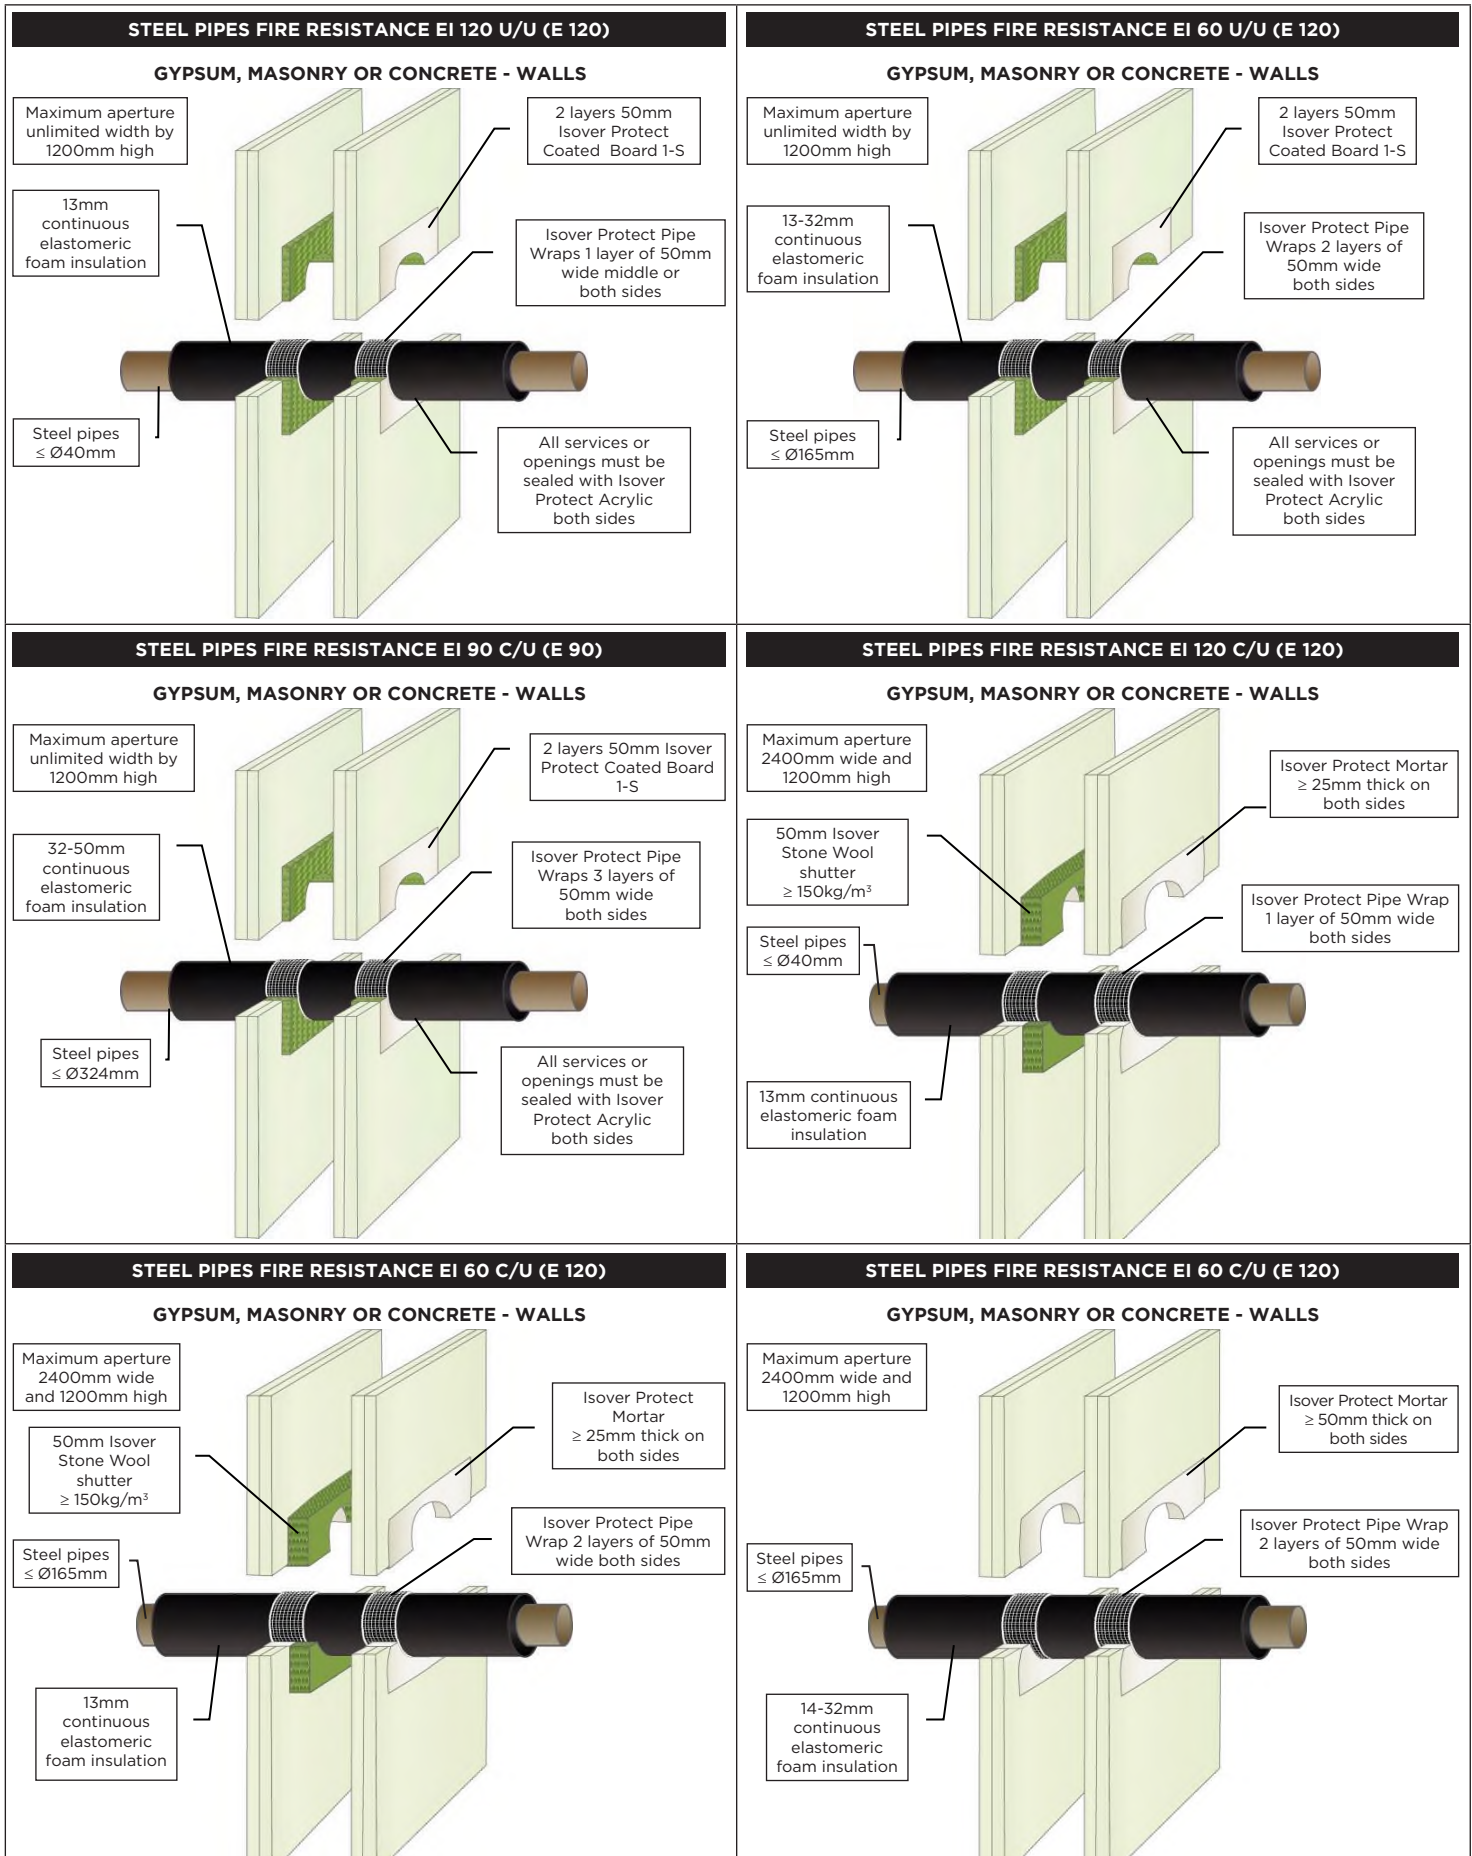 STEEL PIPES FIRE RESISTANCE EI 120 U/U (E 120)
GYPSUM, MASONRY OR CONCRETE - WALLS
Maximum aperture
unlimited width by
1200mm high
2 layers 50mm
Isover Protect
Coated Board 1-S
13mm
continuous
elastomeric
foam insulation
Isover Protect Pipe
Wraps 1 layer of 50mm
wide middle or
both sides
Steel pipes
≤ Ø40mm
All services or
openings must be
sealed with Isover
Protect Acrylic
both sides
STEEL PIPES FIRE RESISTANCE EI 60 U/U (E 120)
GYPSUM, MASONRY OR CONCRETE - WALLS
Maximum aperture
unlimited width by
1200mm high
2 layers 50mm
Isover Protect
Coated Board 1-S
13-32mm
continuous
elastomeric
foam insulation
Isover Protect Pipe
Wraps 2 layers of
50mm wide
both sides
Steel pipes
≤ Ø165mm
All services or
openings must be
sealed with Isover
Protect Acrylic
both sides
STEEL PIPES FIRE RESISTANCE EI 90 C/U (E 90)
GYPSUM, MASONRY OR CONCRETE - WALLS
Maximum aperture
unlimited width by
1200mm high
2 layers 50mm Isover
Protect Coated Board
1-S
32-50mm
continuous
elastomeric
foam insulation
Isover Protect Pipe
Wraps 3 layers of
50mm wide
both sides
Steel pipes
≤ Ø324mm
All services or
openings must be
sealed with Isover
Protect Acrylic
both sides
STEEL PIPES FIRE RESISTANCE EI 120 C/U (E 120)
GYPSUM, MASONRY OR CONCRETE - WALLS
Maximum aperture
2400mm wide and
1200mm high
Isover Protect Mortar
≥ 25mm thick on
both sides
50mm Isover
Stone Wool
shutter
≥ 150kg/m³
Isover Protect Pipe Wrap
1 layer of 50mm wide
both sides
Steel pipes
≤ Ø40mm
13mm continuous
elastomeric foam
insulation
STEEL PIPES FIRE RESISTANCE EI 60 C/U (E 120)
GYPSUM, MASONRY OR CONCRETE - WALLS
Maximum aperture
2400mm wide
and 1200mm high
Isover Protect
Mortar
≥ 25mm thick on
both sides
50mm Isover
Stone Wool
shutter
≥ 150kg/m³
Isover Protect Pipe
Wrap 2 layers of 50mm
wide both sides
Steel pipes
≤ Ø165mm
13mm
continuous
elastomeric
foam insulation
STEEL PIPES FIRE RESISTANCE EI 60 C/U (E 120)
GYPSUM, MASONRY OR CONCRETE - WALLS
Maximum aperture
2400mm wide and
1200mm high
Isover Protect Mortar
≥ 50mm thick on
both sides
Isover Protect Pipe Wrap
2 layers of 50mm wide
both sides
Steel pipes
≤ Ø165mm
14-32mm
continuous
elastomeric
foam insulation